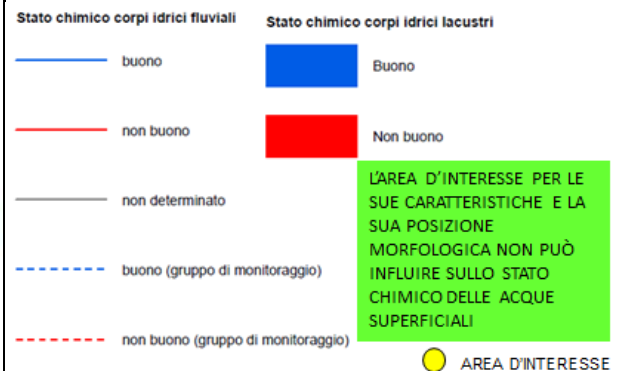 Stato chimico corpi idrici fluviali
buono
non buono
non determinato
buono (gruppo di monitoraggio)
non buono (gruppo di monitoraggio)
Stato chimico corpi idrici lacustri
Buono
Non buono
L'AREA D'INTERESSE PER LE
SUE CARATTERISTICHE E LA
SUA POSIZIONE
MORFOLOGICA NON PUÒ
INFLUIRE SULLO STATO
CHIMICO DELLE ACQUE
SUPERFICIALI
AREA D'INTERESSE